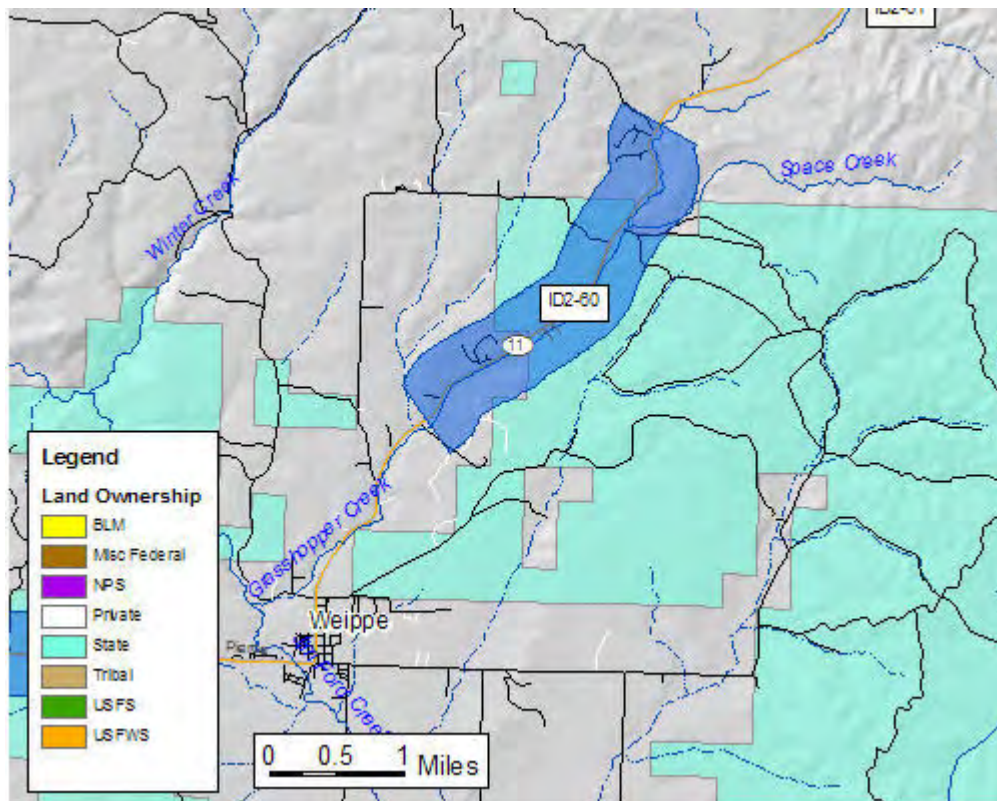 Space Creek
Winter Creek
ID2-60
11
Grasshopper Creek
Weippe
Creek
Legend
Land Ownership
BLM
Misc Federal
NPS
Private
State
Tribal
USFS
USFWS
0 0.5 1 Miles